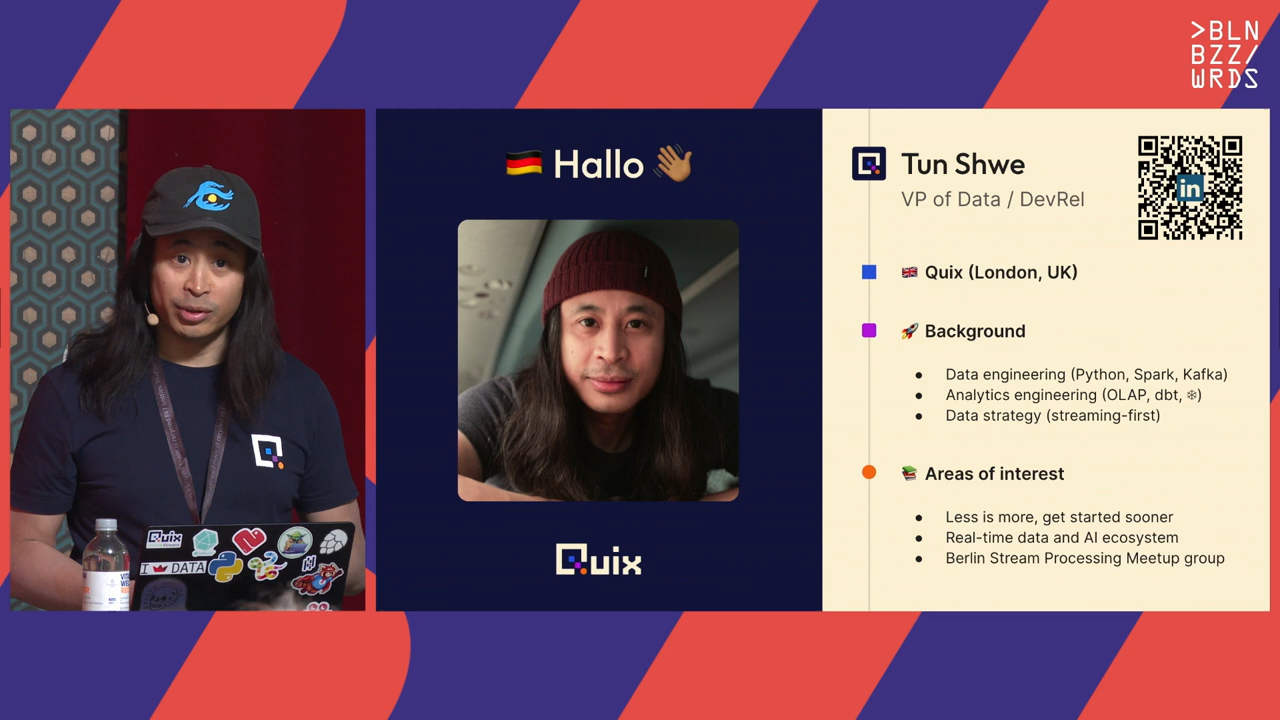 >BLN
BZZ/
WRDS
Hallo
Quix
Tun Shwe
VP of Data / DevRel
in
Quix (London, UK)
Background
Data engineering (Python, Spark, Kafka)
Analytics engineering (OLAP, dbt, ❄)
Data strategy (streaming-first)
Areas of interest
Less is more, get started sooner
Real-time data and AI ecosystem
Berlin Stream Processing Meetup group
Quix
I DATA